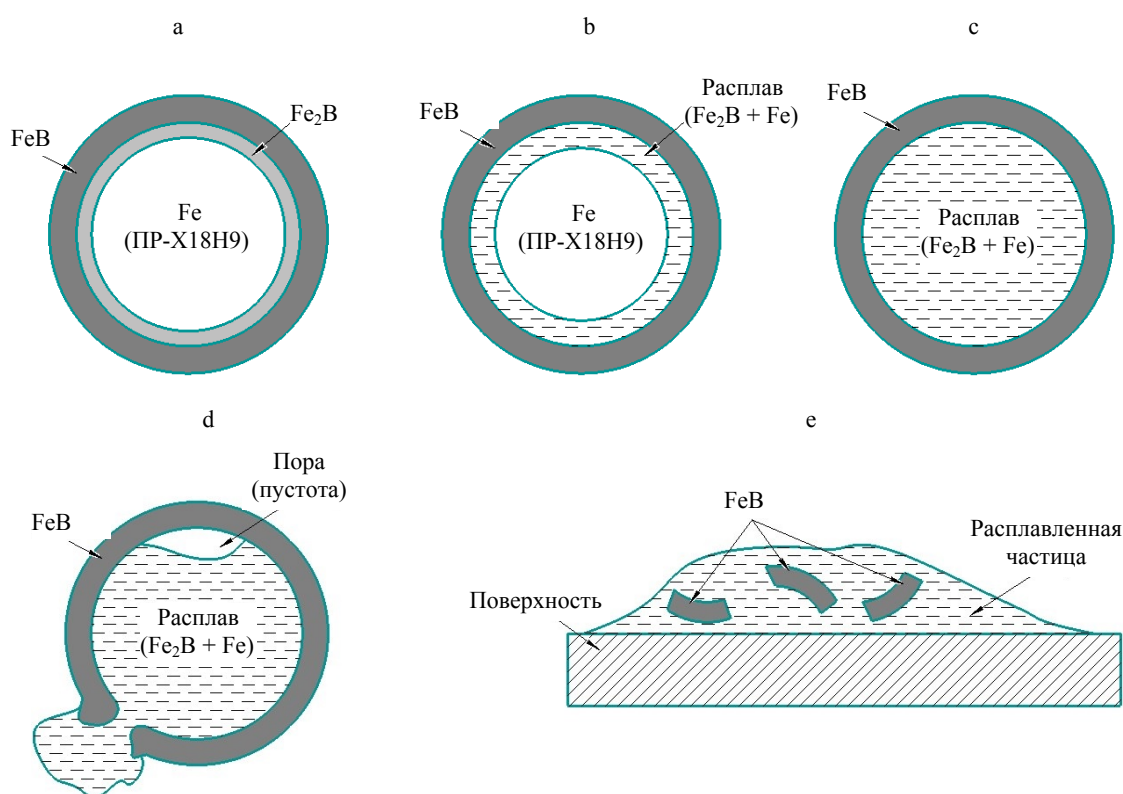 a
b
c
FeB
Fe₂B
Fe
(ПР-Х18Н9)
FeB
Расплав
(Fe₂B + Fe)
Fe
(ПР-Х18Н9)
FeB
Расплав
(Fe₂B + Fe)
d
e
Пора
(пустота)
FeB
Расплав
(Fe₂B + Fe)
FeB
Расплавленная
частица
Поверхность